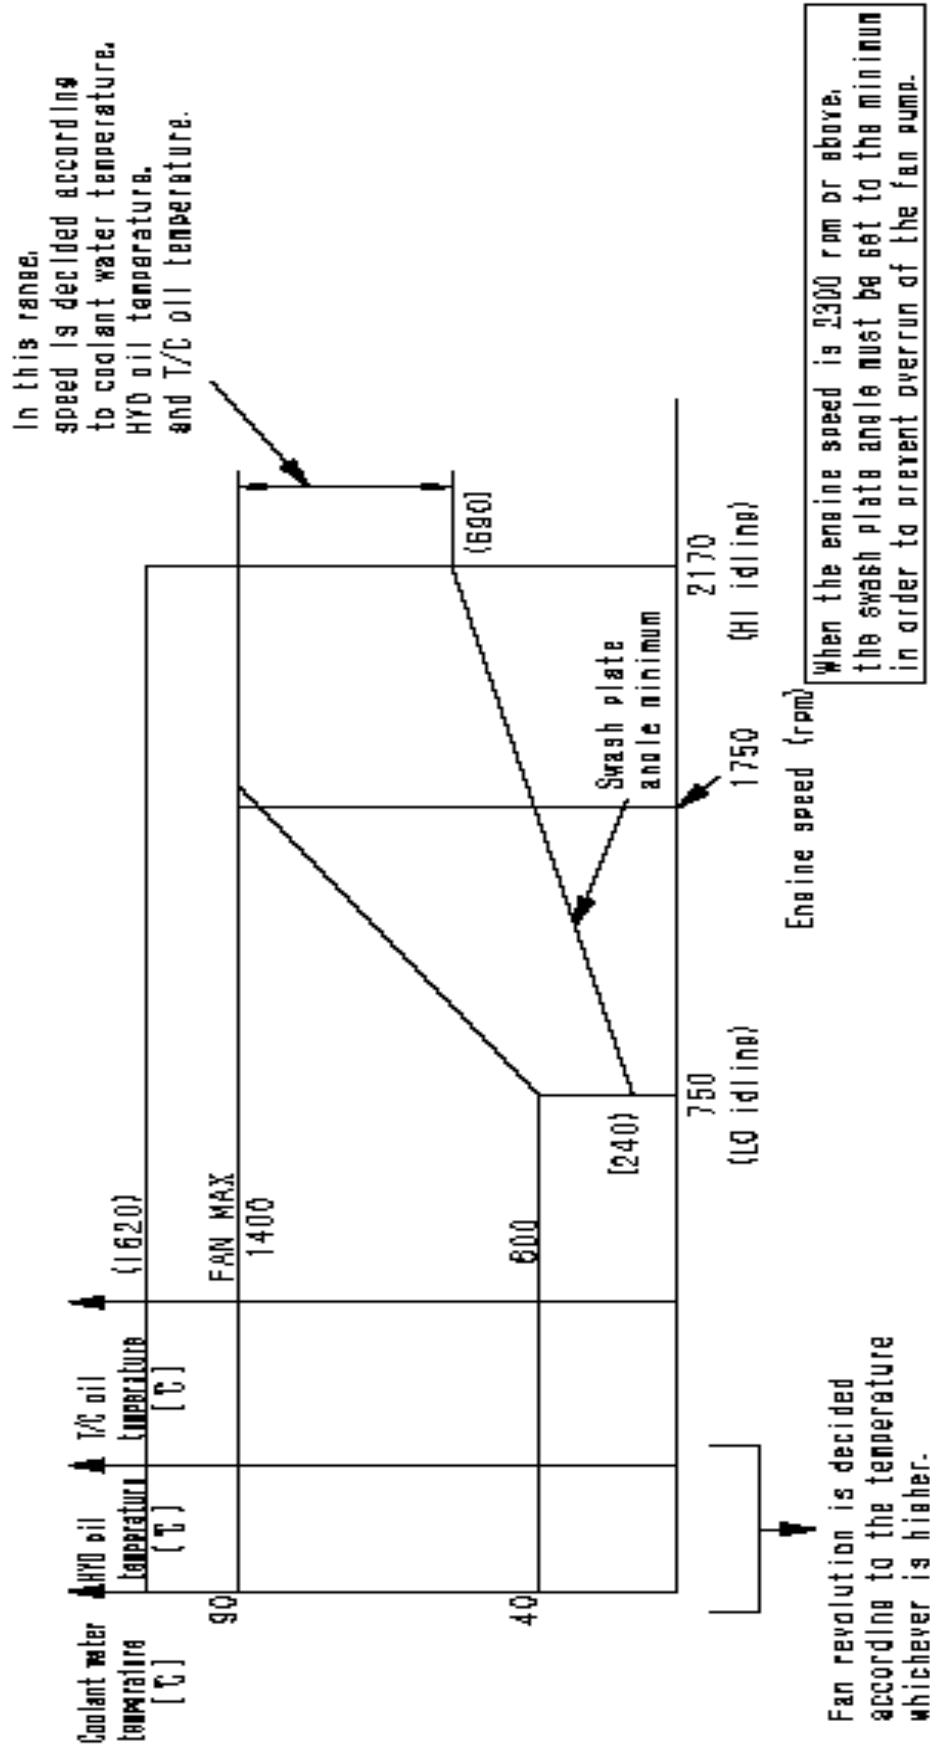 In this range,
speed is decided according
to coolant water temperature,
HYD oil temperature,
and T/C oil temperature.
Coolant water
temperature
[℃]
HYD oil
temperature
(℃)
T/C oil
temperature
[℃]
(1620)
FAN MAX
1400
90
600
40
(690)
[240)
Swash plate
angle minimum
750
(LO idling)
1750
2170
(HI idling)
Engine speed (rpm)
Fan revolution is decided
according to the temperature
whichever is higher.
When the engine speed is 2300 rpm or above,
the swash plate angle must be set to the minimun
in order to prevent overrun of the fan pump.